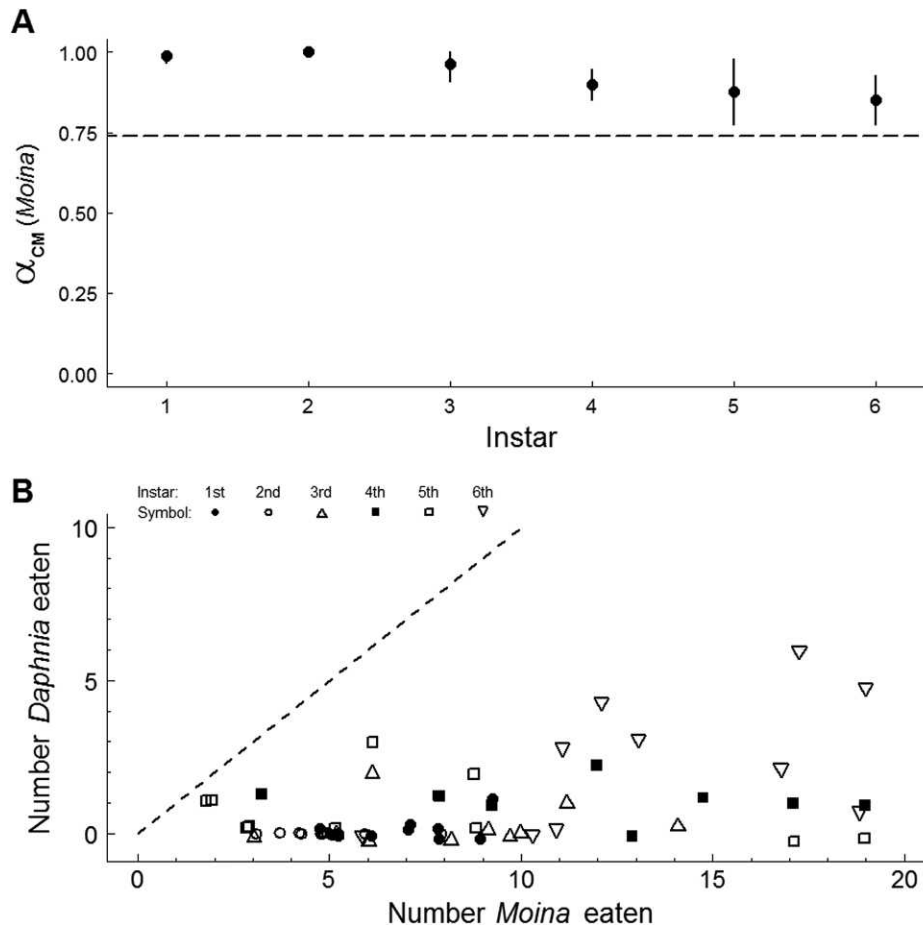 A
1.00
0.75
0.50
0.25
0.00
αCM (Moina)
1 2 3 4 5 6
Instar
B
Instar: 1st 2nd 3rd 4th 5th 6th
Symbol:
10
5
0
Number Daphnia eaten
0 5 10 15 20
Number Moina eaten